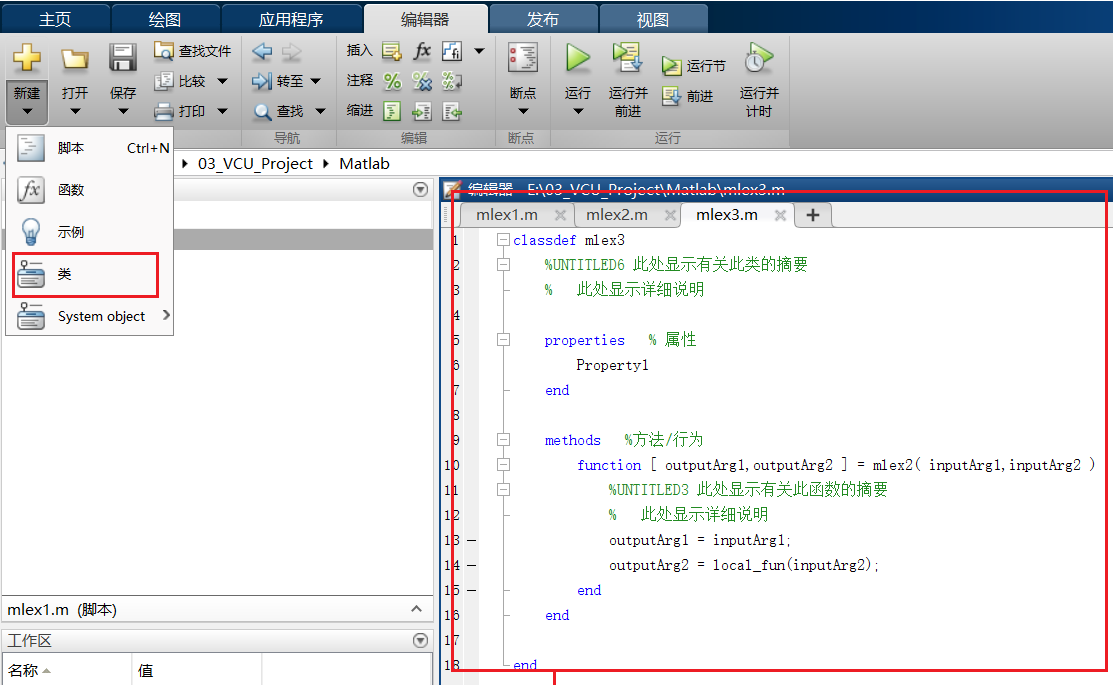 主页 绘图 应用程序 编辑器 发布 视图
新建 打开 保存 查找文件 比较 打印
转至 查找 导航
插入 注释 缩进 编辑
断点 断点
运行 运行并前进 运行节 前进 运行并计时 运行
脚本 Ctrl+N
函数
示例
类
System object
03_VCU_Project Matlab
编辑器 E:\03_VCU_Project\Matlab\mlex3.m
mlex1.m mlex2.m mlex3.m
1 classdef mlex3
2 %UNTITLED6 此处显示有关此类的摘要
3 % 此处显示详细说明
4
5 properties % 属性
6 Property1
7 end
8
9 methods %方法/行为
10 function [ outputArg1,outputArg2 ] = mlex2( inputArg1,inputArg2 )
11 %UNTITLED3 此处显示有关此函数的摘要
12 % 此处显示详细说明
13 outputArg1 = inputArg1;
14 outputArg2 = local_fun(inputArg2);
15 end
16 end
17
18 end
mlex1.m (脚本)
工作区
名称 值